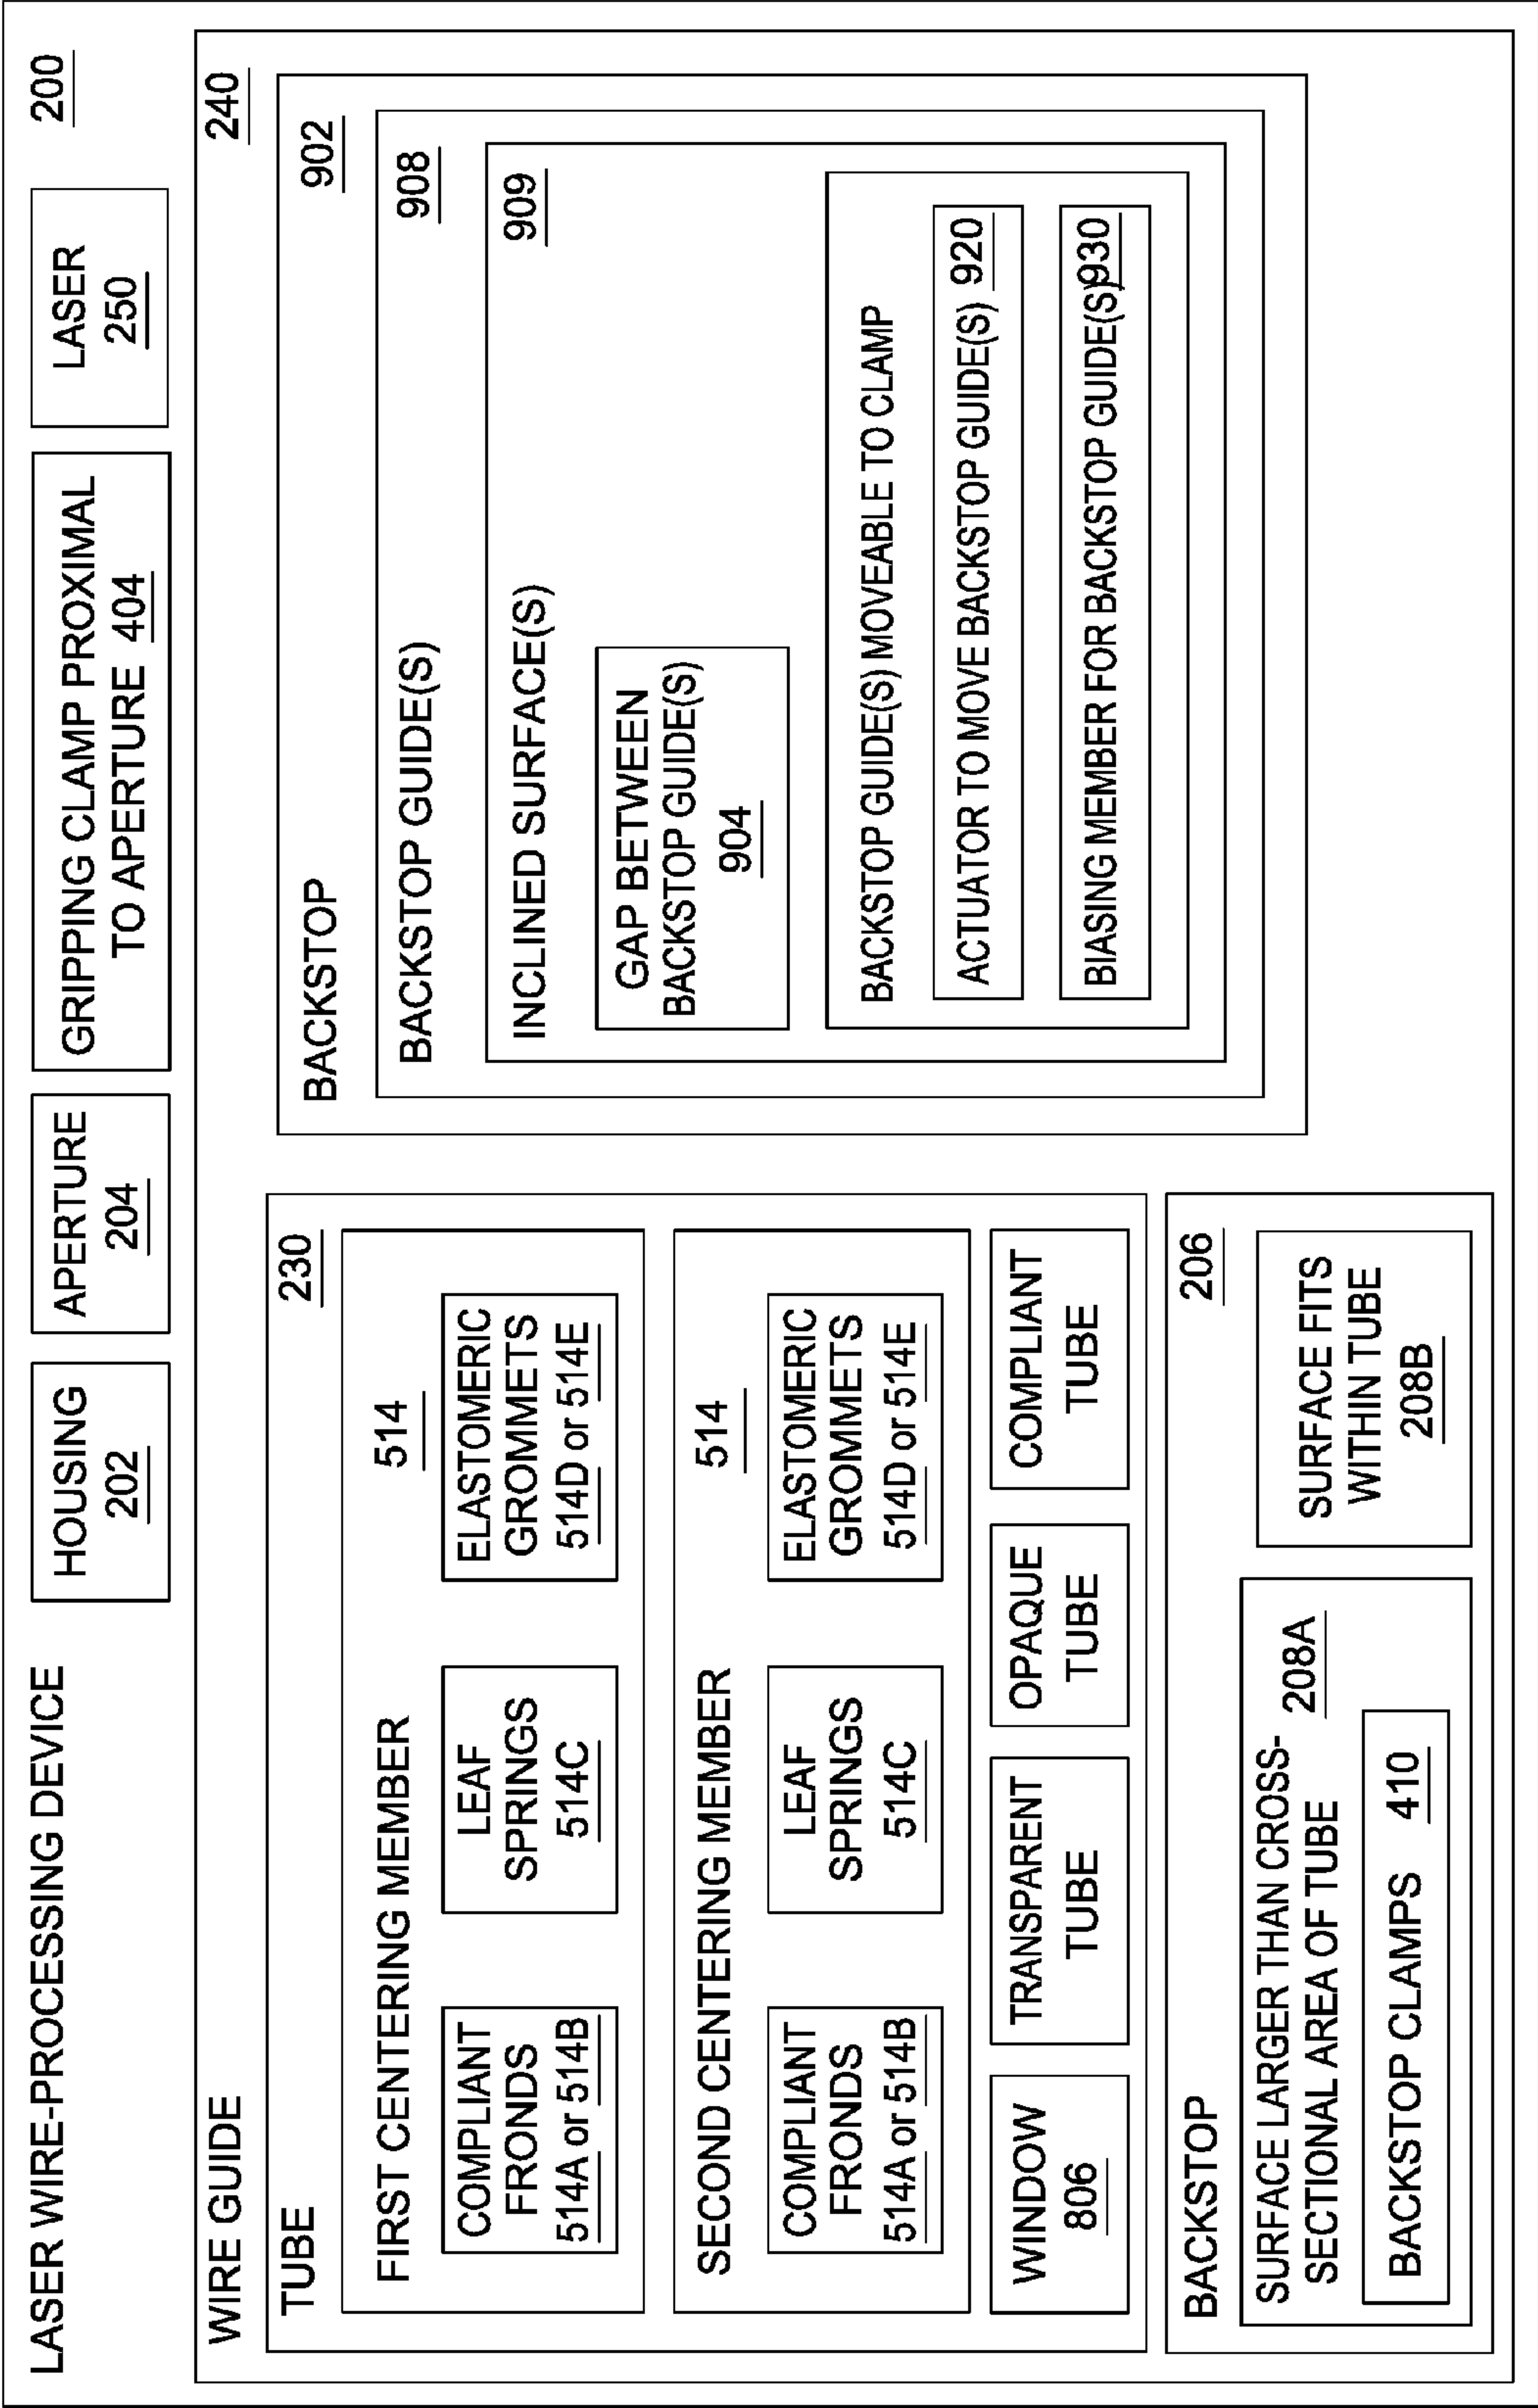 LASER WIRE-PROCESSING DEVICE
HOUSING
202
APERTURE
204
GRIPPING CLAMP PROXIMAL
TO APERTURE 404
LASER
250
200
WIRE GUIDE
240
TUBE
230
FIRST CENTERING MEMBER
514
COMPLIANT
FRONDS
514A or 514B
LEAF
SPRINGS
514C
ELASTOMERIC
GROMMETS
514D or 514E
SECOND CENTERING MEMBER
514
COMPLIANT
FRONDS
514A or 514B
LEAF
SPRINGS
514C
ELASTOMERIC
GROMMETS
514D or 514E
WINDOW
806
TRANSPARENT
TUBE
OPAQUE
TUBE
COMPLIANT
TUBE
BACKSTOP
206
SURFACE LARGER THAN CROSS-
SECTIONAL AREA OF TUBE
208A
BACKSTOP CLAMPS 410
SURFACE FITS
WITHIN TUBE
208B
BACKSTOP
902
BACKSTOP GUIDE(S)
908
INCLINED SURFACE(S)
909
GAP BETWEEN
BACKSTOP GUIDE(S)
904
BACKSTOP GUIDE(S) MOVEABLE TO CLAMP
ACTUATOR TO MOVE BACKSTOP GUIDE(S) 920
BIASING MEMBER FOR BACKSTOP GUIDE(S) 930